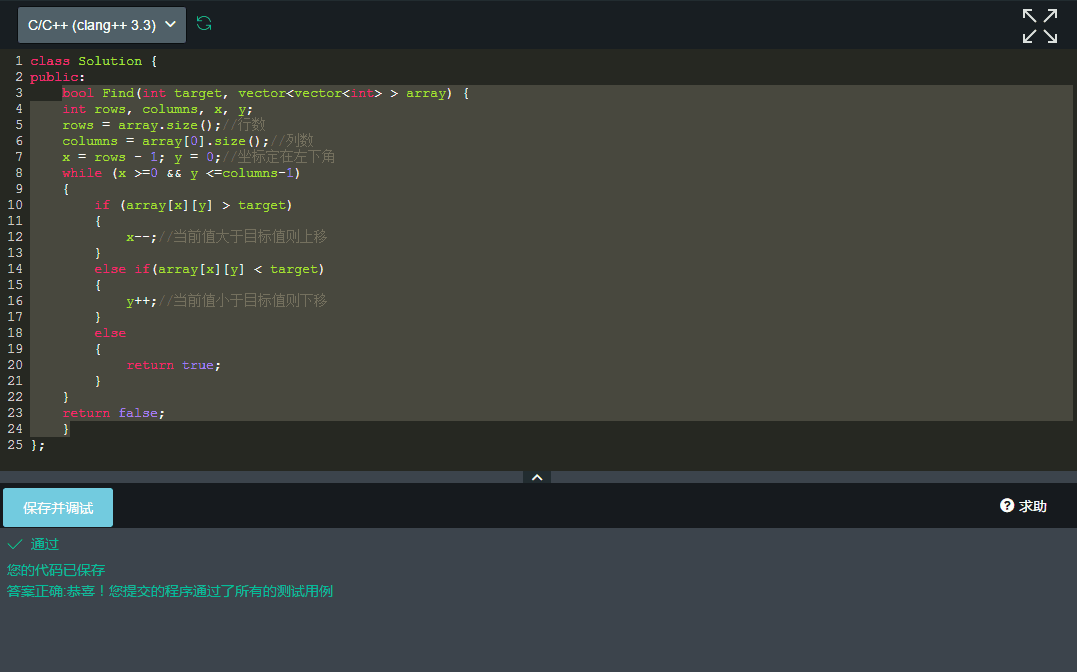 C/C++ (clang++ 3.3)
1 class Solution {
2 public:
3     bool Find(int target, vector<vector<int> > array) {
4     int rows, columns, x, y;
5     rows = array.size();//行数
6     columns = array[0].size();//列数
7     x = rows - 1; y = 0;//坐标定在左下角
8     while (x >=0 && y <=columns-1)
9     {
10         if (array[x][y] > target)
11         {
12             x--;//当前值大于目标值则上移
13         }
14         else if(array[x][y] < target)
15         {
16             y++;//当前值小于目标值则下移
17         }
18         else
19         {
20             return true;
21         }
22     }
23     return false;
24     }
25 };
保存并调试
? 求助
通过
您的代码已保存
答案正确:恭喜！您提交的程序通过了所有的测试用例